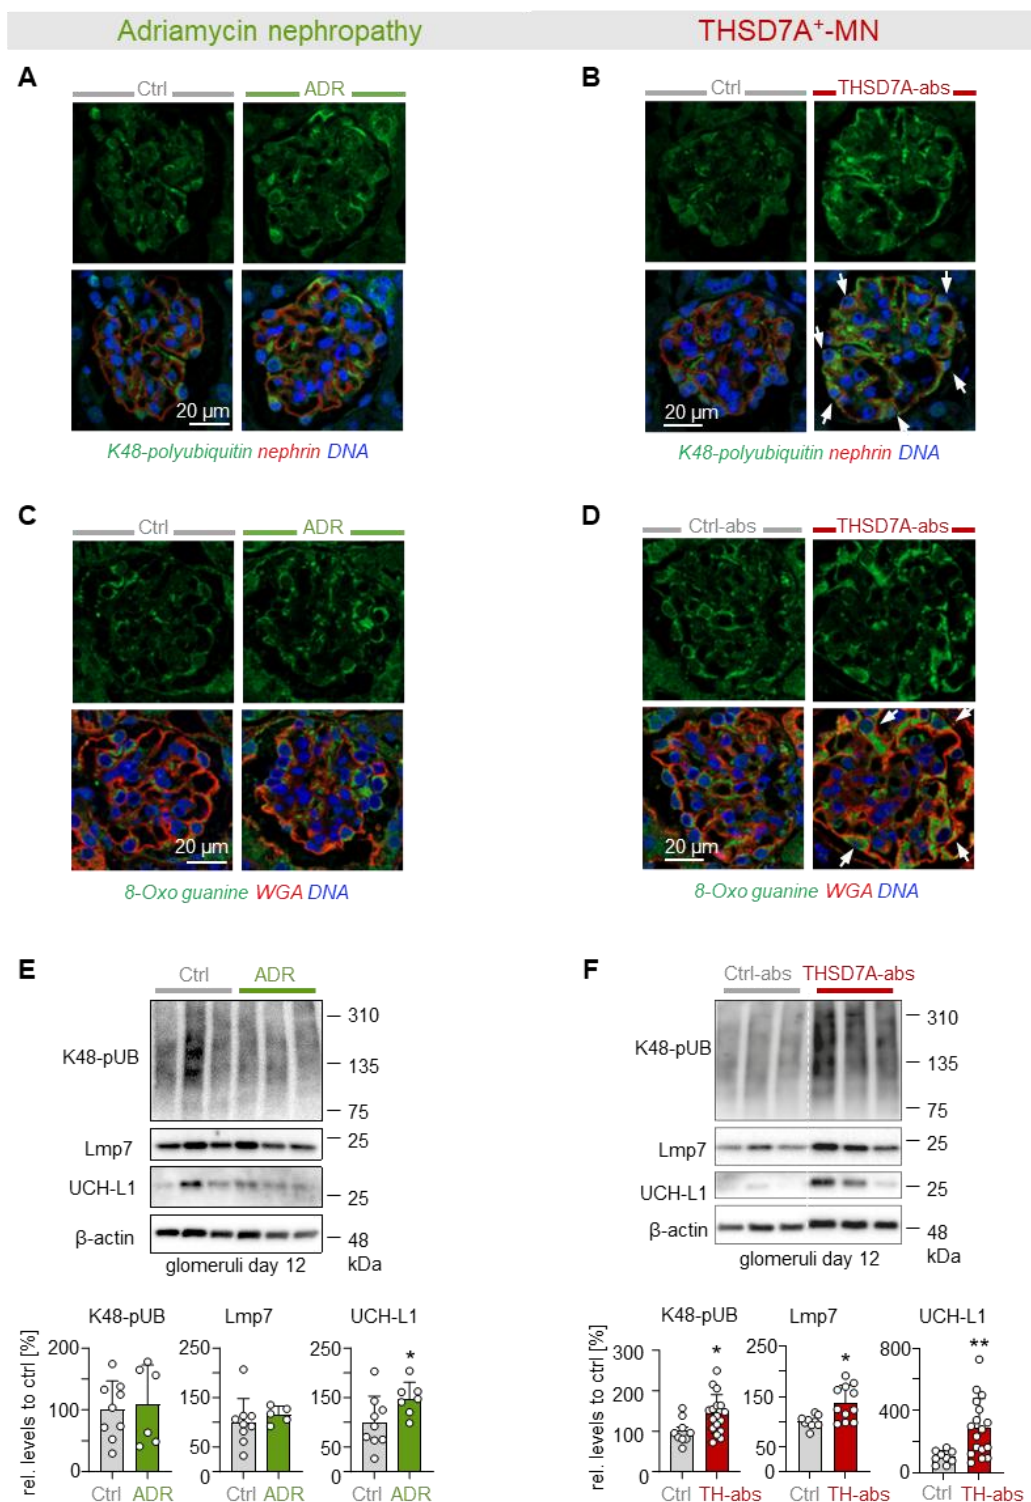 Adriamycin nephropathy
THSD7A⁺-MN
A
Ctrl
ADR
20 µm
K48-polyubiquitin nephrin DNA
B
Ctrl
THSD7A-abs
20 µm
K48-polyubiquitin nephrin DNA
C
Ctrl
ADR
20 µm
8-Oxo guanine WGA DNA
D
Ctrl-abs
THSD7A-abs
20 µm
8-Oxo guanine WGA DNA
E
Ctrl
ADR
K48-pUB
310
135
75
Lmp7
25
UCH-L1
25
β-actin
48
glomeruli day 12
kDa
K48-pUB
Lmp7
UCH-L1
rel. levels to ctrl [%]
200
100
0
Ctrl
ADR
250
150
50
0
Ctrl
ADR
250
150
50
0
*
Ctrl
ADR
F
Ctrl-abs
THSD7A-abs
K48-pUB
310
135
75
Lmp7
25
UCH-L1
25
β-actin
48
glomeruli day 12
kDa
K48-pUB
Lmp7
UCH-L1
rel. levels to ctrl [%]
300
200
100
0
*
Ctrl
TH-abs
250
150
50
0
*
Ctrl
TH-abs
800
400
0
**
Ctrl
TH-abs